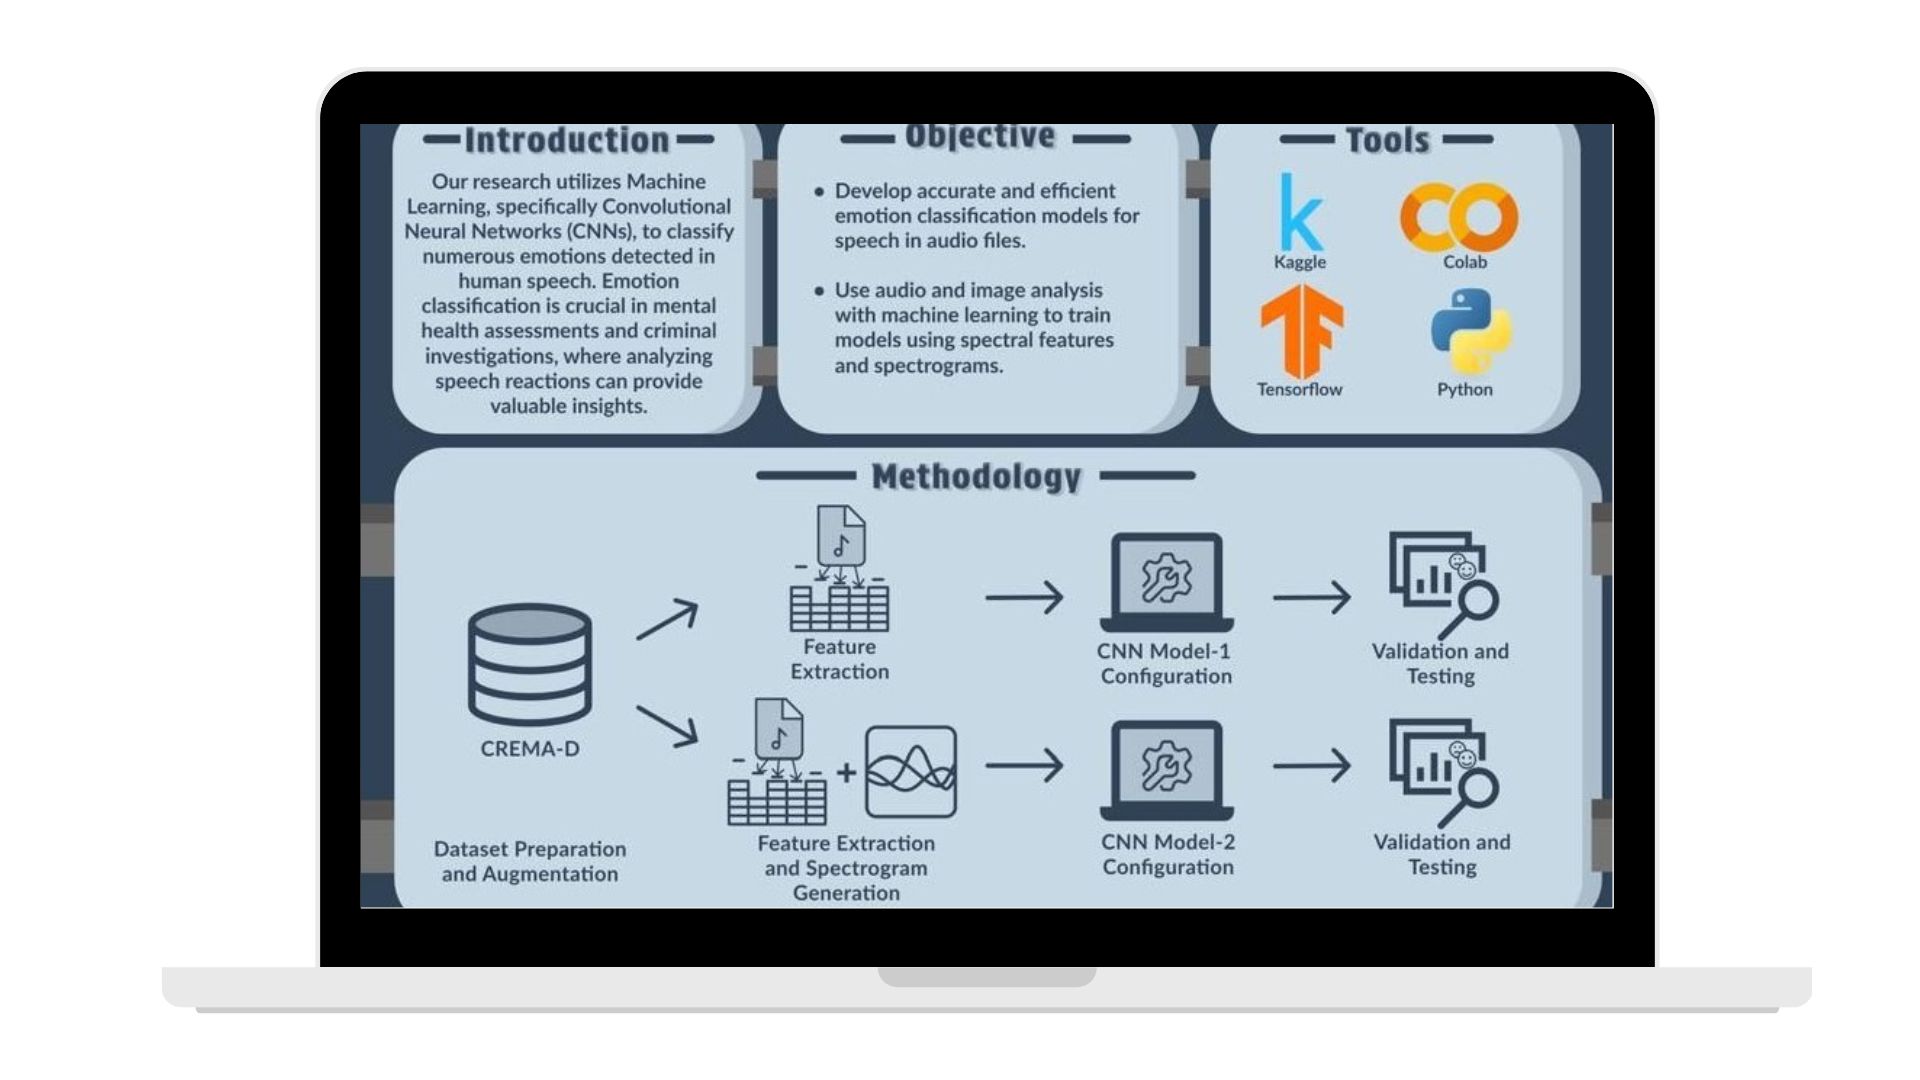 Introduction
Our research utilizes Machine
Learning, specifically Convolutional
Neural Networks (CNNs), to classify
numerous emotions detected in
human speech. Emotion
classification is crucial in mental
health assessments and criminal
investigations, where analyzing
speech reactions can provide
valuable insights.
Objective
• Develop accurate and efficient
emotion classification models for
speech in audio files.
• Use audio and image analysis
with machine learning to train
models using spectral features
and spectrograms.
Tools
k
Kaggle
CO
Colab
TF
Tensorflow
Python
Methodology
CREMA-D
Dataset Preparation
and Augmentation
Feature
Extraction
CNN Model-1
Configuration
Validation and
Testing
+
Feature Extraction
and Spectrogram
Generation
CNN Model-2
Configuration
Validation and
Testing